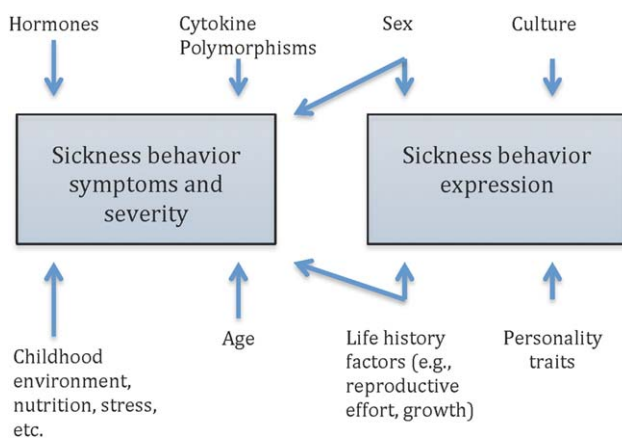 Hormones
Cytokine
Polymorphisms
Sex
Culture
Sickness behavior
symptoms and
severity
Sickness behavior
expression
Childhood
environment,
nutrition, stress,
etc.
Age
Life history
factors (e.g.,
reproductive
effort, growth)
Personality
traits